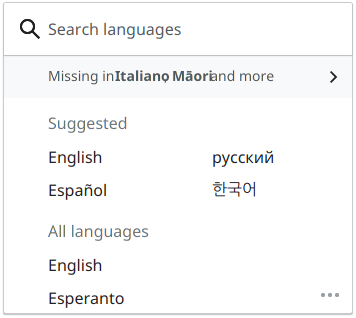 Search languages
Missing in Italiano, Māori and more
Suggested
English русский
Español 한국어
All languages
English
Esperanto